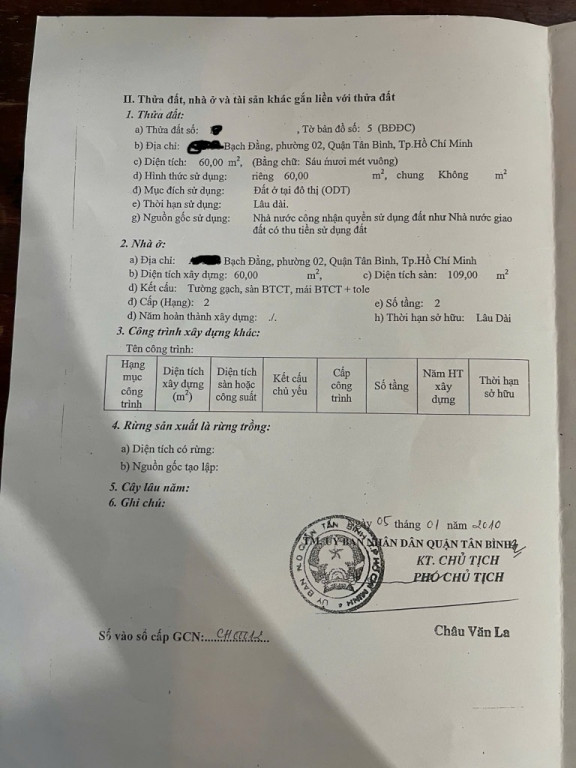 II. Thửa đất, nhà ở và tài sản khác gắn liền với thửa đất
1. Thửa đất:
a) Thửa đất số: , Tờ bản đồ số: 5 (BĐĐC)
b) Địa chỉ: Bạch Đằng, phường 02, Quận Tân Bình, Tp.Hồ Chí Minh
c) Diện tích: 60,00 m², (Bằng chữ: Sáu mươi mét vuông)
d) Hình thức sử dụng: riêng 60,00 m², chung Không m²
đ) Mục đích sử dụng: Đất ở tại đô thị (ODT)
e) Thời hạn sử dụng: Lâu dài.
g) Nguồn gốc sử dụng: Nhà nước công nhận quyền sử dụng đất như Nhà nước giao
đất có thu tiền sử dụng đất
2. Nhà ở:
a) Địa chỉ: Bạch Đằng, phường 02, Quận Tân Bình, Tp.Hồ Chí Minh
b) Diện tích xây dựng: 60,00 m², c) Diện tích sàn: 109,00 m²
d) Kết cấu: Tường gạch, sàn BTCT, mái BTCT + tole
đ) Cấp (Hạng): 2 e) Số tầng: 2
d) Năm hoàn thành xây dựng: ./. h) Thời hạn sở hữu: Lâu Dài
3. Công trình xây dựng khác:
Tên công trình:
Hạng mục công trình Diện tích xây dựng (m²) Diện tích sàn hoặc công suất Kết cấu chủ yếu Cấp công trình Số tầng Năm HT xây dựng Thời hạn sở hữu
4. Rừng sản xuất là rừng trồng:
a) Diện tích có rừng:
b) Nguồn gốc tạo lập:
5. Cây lâu năm:
6. Ghi chú:
05 tháng 01 năm 2010
TM. ỦY BAN NHÂN DÂN QUẬN TÂN BÌNH
KT. CHỦ TỊCH
PHÓ CHỦ TỊCH
Số vào sổ cấp GCN:
Châu Văn La